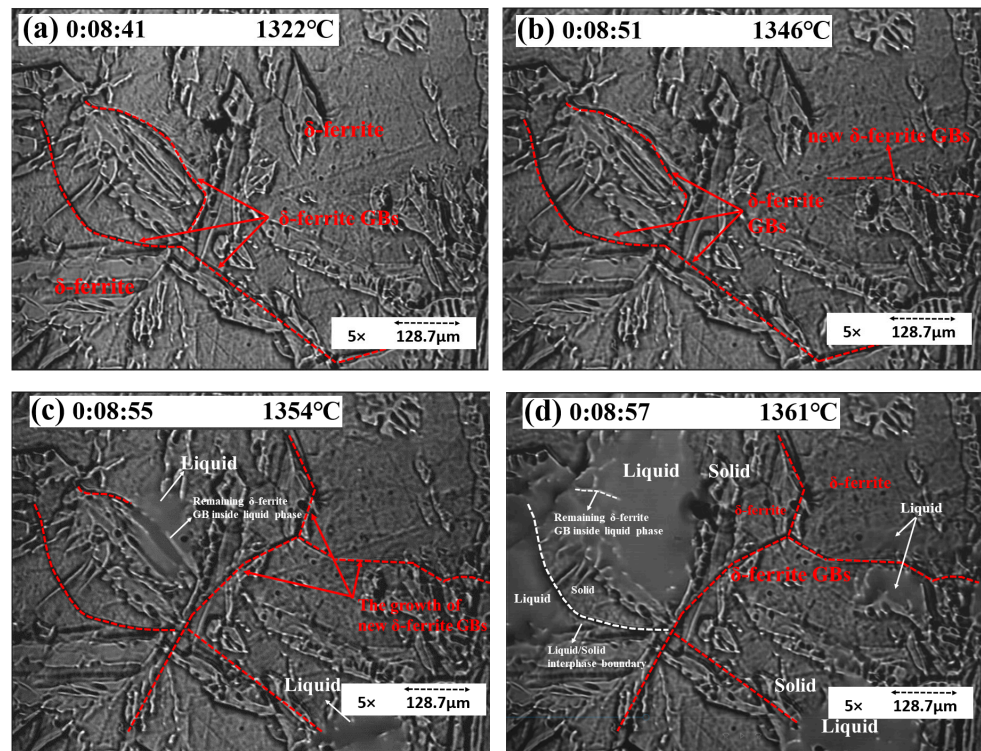 (a) 0:08:41 1322℃
δ-ferrite
δ-ferrite GBs
δ-ferrite
5× 128.7μm
(b) 0:08:51 1346℃
new δ-ferrite GBs
δ-ferrite
GBs
5× 128.7μm
(c) 0:08:55 1354℃
Liquid
Remaining δ-ferrite
GB inside liquid phase
The growth of
new δ-ferrite GBs
Liquid
5× 128.7μm
(d) 0:08:57 1361℃
Liquid
Solid
δ-ferrite
Remaining δ-ferrite
GB inside liquid phase
δ-ferrite
Liquid
δ-ferrite GBs
Solid
Liquid
Liquid/Solid
interphase boundary
Solid
5× 128.7μm
Liquid